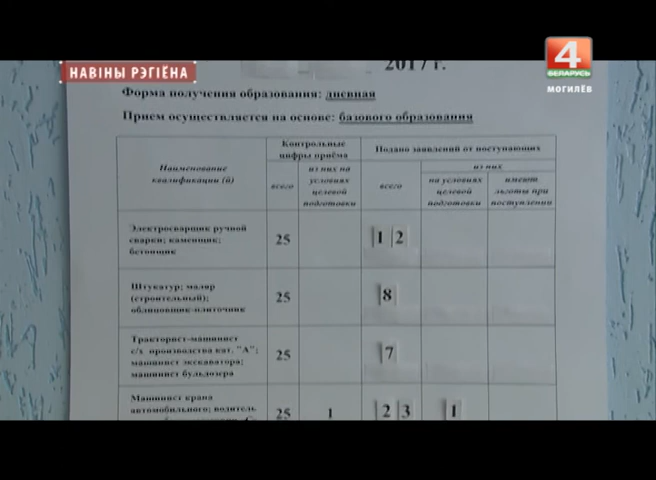 НАВІНЫ РЭГІЁНА
4
БЕЛАРУСЬ
МОГИЛЁВ
2017 г.
Форма получения образования: дневная
Прием осуществляется на основе: базового образования
Наименование
квалификации (й)
Контрольные
цифры приёма
Подано заявлений от поступающих
всего
из них на
условиях
целевой
подготовки
всего
из них
на условиях
целевой
подготовки
имеют
льготы при
поступлении
Электросварщик ручной
сварки; каменщик;
бетонщик
25
12
Штукатур; маляр
(строительный);
облицовщик-плиточник
25
8
Тракторист-машинист
с/х производства кат. "А";
машинист экскаватора;
машинист бульдозера
25
7
Машинист крана
автомобильного; водитель
25
1
23
1